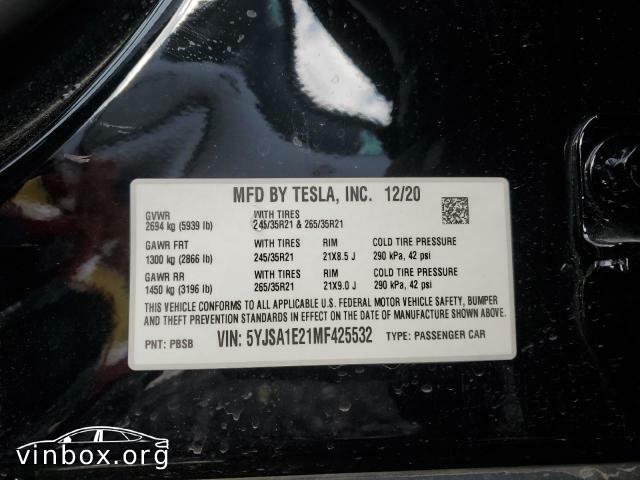 MFD BY TESLA, INC. 12/20
GVWR WITH TIRES
2694 kg (5939 lb) 245/35R21 & 265/35R21
GAWR FRT WITH TIRES RIM COLD TIRE PRESSURE
1300 kg (2866 lb) 245/35R21 21X8.5 J 290 kPa, 42 psi
GAWR RR WITH TIRES RIM COLD TIRE PRESSURE
1450 kg (3196 lb) 265/35R21 21X9.0 J 290 kPa, 42 psi
THIS VEHICLE CONFORMS TO ALL APPLICABLE U.S. FEDERAL MOTOR VEHICLE SAFETY, BUMPER
AND THEFT PREVENTION STANDARDS IN EFFECT ON THE DATE OF MANUFACTURE SHOWN ABOVE.
PNT: PBSB VIN: 5YJSA1E21MF425532 TYPE: PASSENGER CAR
vinbox.org